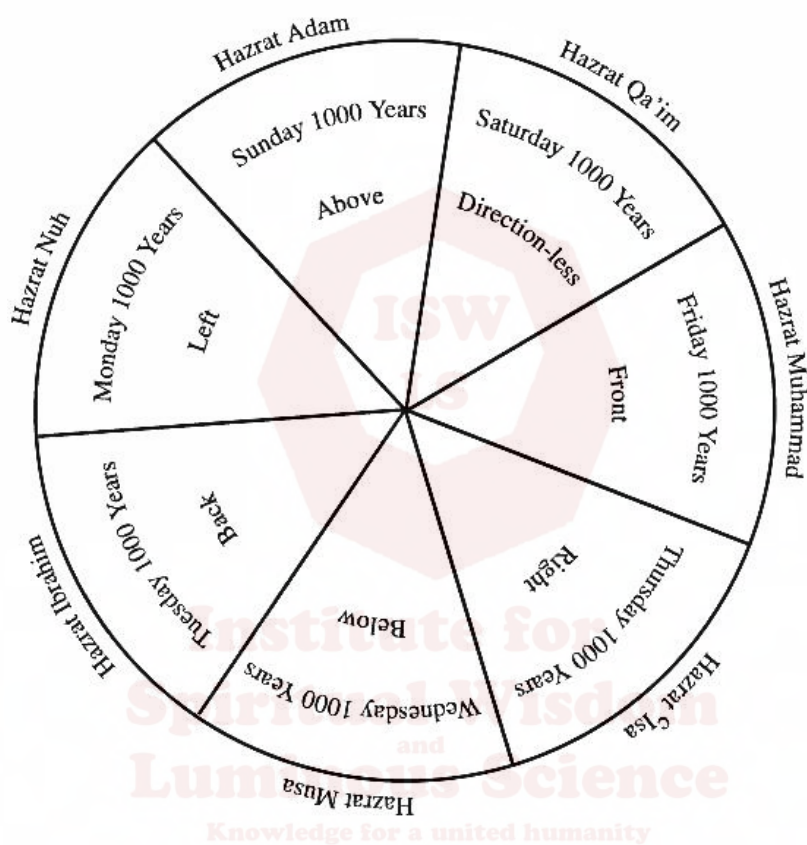 Hazrat Adam
Sunday 1000 Years
Above
Hazrat Nuh
Monday 1000 Years
Left
Hazrat Ibrahim
Tuesday 1000 Years
Back
Hazrat Musa
Wednesday 1000 Years
Below
Hazrat ᶜIsa
Thursday 1000 Years
Right
Hazrat Muhammad
Friday 1000 Years
Front
Hazrat Qa’im
Saturday 1000 Years
Direction-less
ISW
LS
Institute for
Spiritual Wisdom
and
Luminous Science
Knowledge for a united humanity